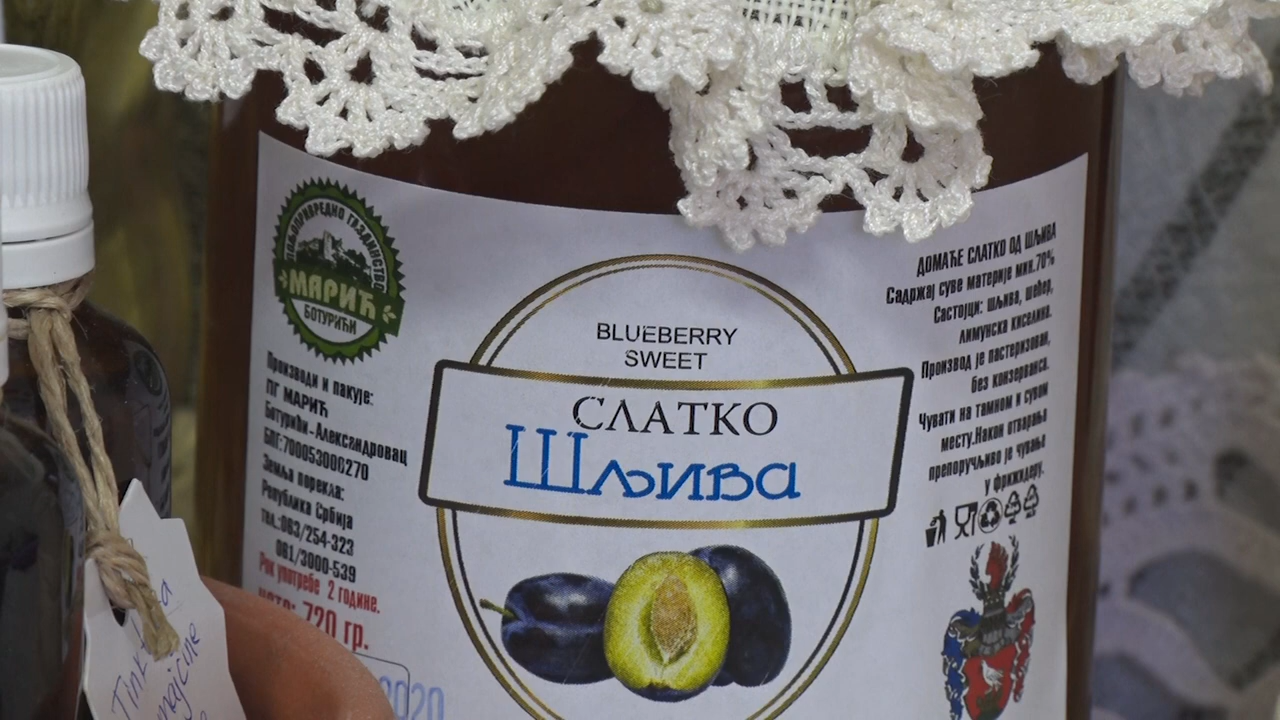 ПОЉОПРИВРЕДНО ГАЗДИНСТВО
МАРИЋ
БОТУРИЋИ
Производи и пакује:
ПГ МАРИЋ
Ботурићи-Александровац
БПГ:700053000270
Земља порекла:
Република Србија
тел.:063/254-323
061/3000-539
Рок употребе 2 године.
нето: 720 гр.
2020
BLUEBERRY
SWEET
СЛАТКО
Шљива
ДОМАЋЕ СЛАТКО ОД ШЉИВА
Садржај суве материје мин.70%
Састојци: шљива, шећер,
лимунска киселина.
Производ је пастеризован,
без конзерванса.
Чувати на тамном и сувом
месту.Након отварања
препоручљиво је чување
у фрижидеру.